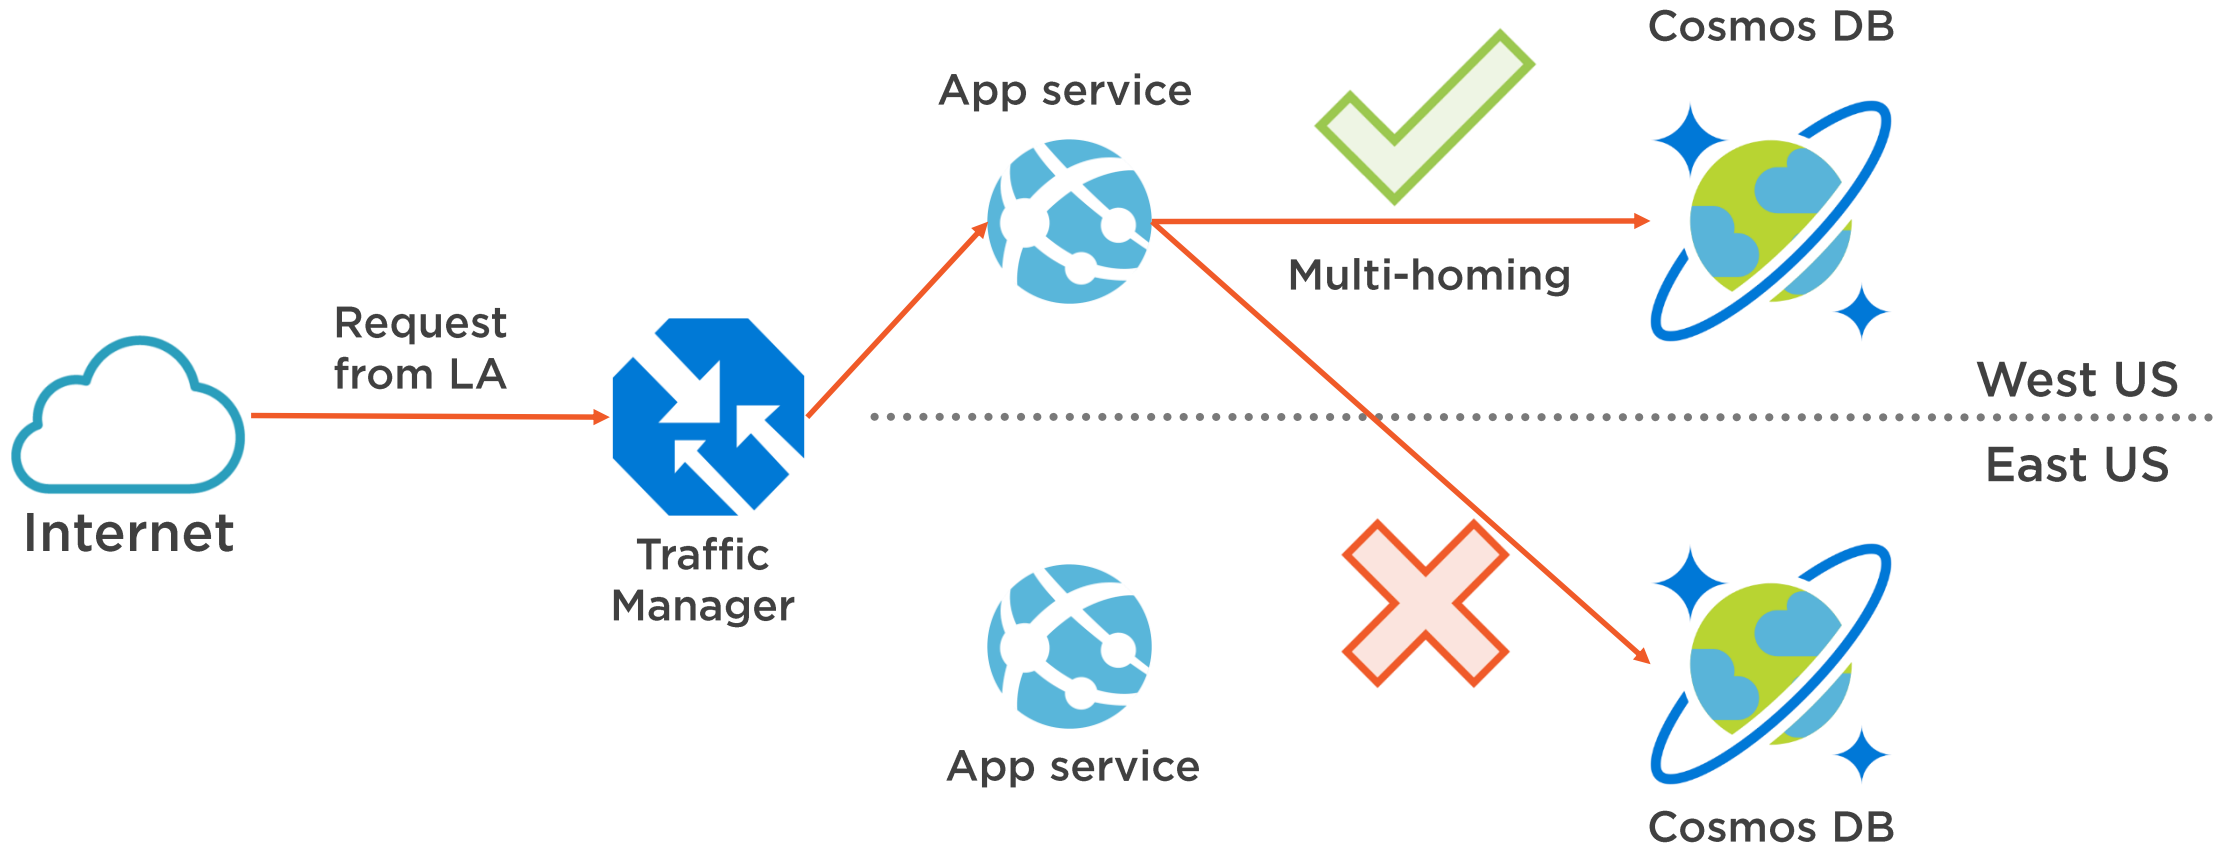 Cosmos DB
App service
Multi-homing
Request
from LA
West US
East US
Internet
Traffic
Manager
App service
Cosmos DB